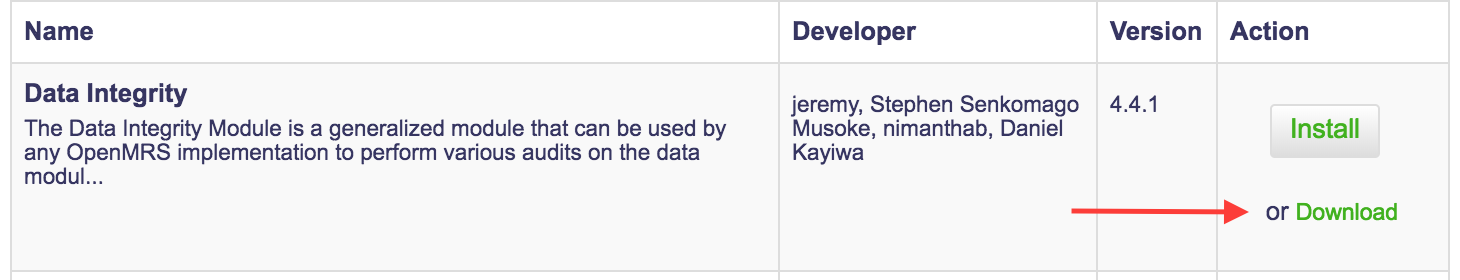 Name Developer Version Action
Data Integrity
The Data Integrity Module is a generalized module that can be used by
any OpenMRS implementation to perform various audits on the data
modul...
jeremy, Stephen Senkomago
Musoke, nimanthab, Daniel
Kayiwa
4.4.1
Install
or Download